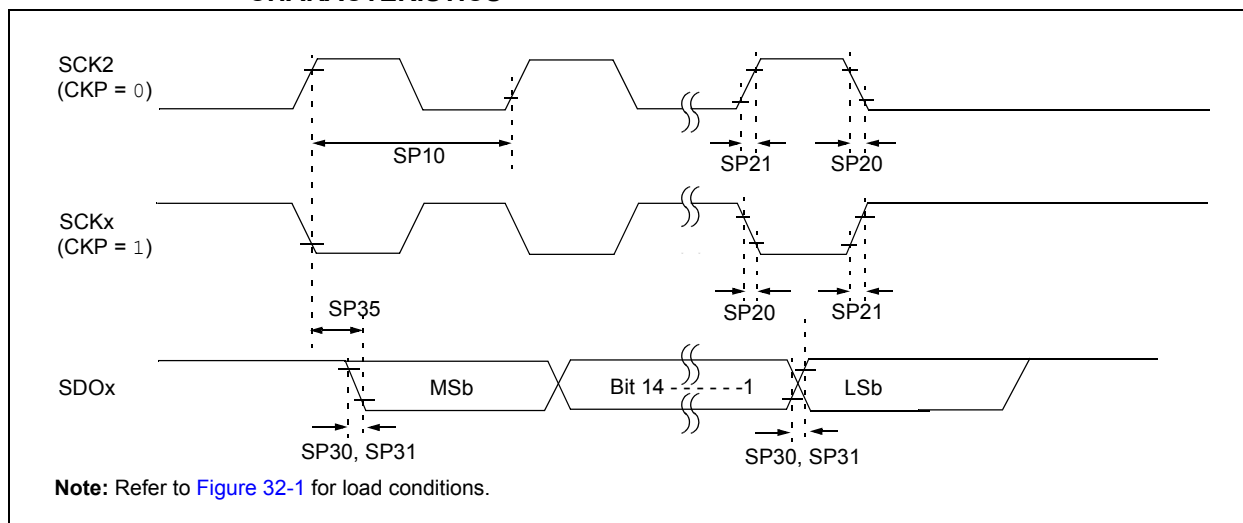 SCK2
(CKP = 0)
SP10
SP21
SP20
SCKx
(CKP = 1)
SP35
SP20
SP21
SDOx
MSb
Bit 14 - - - - - -1
LSb
SP30, SP31
SP30, SP31
Note: Refer to Figure 32-1 for load conditions.